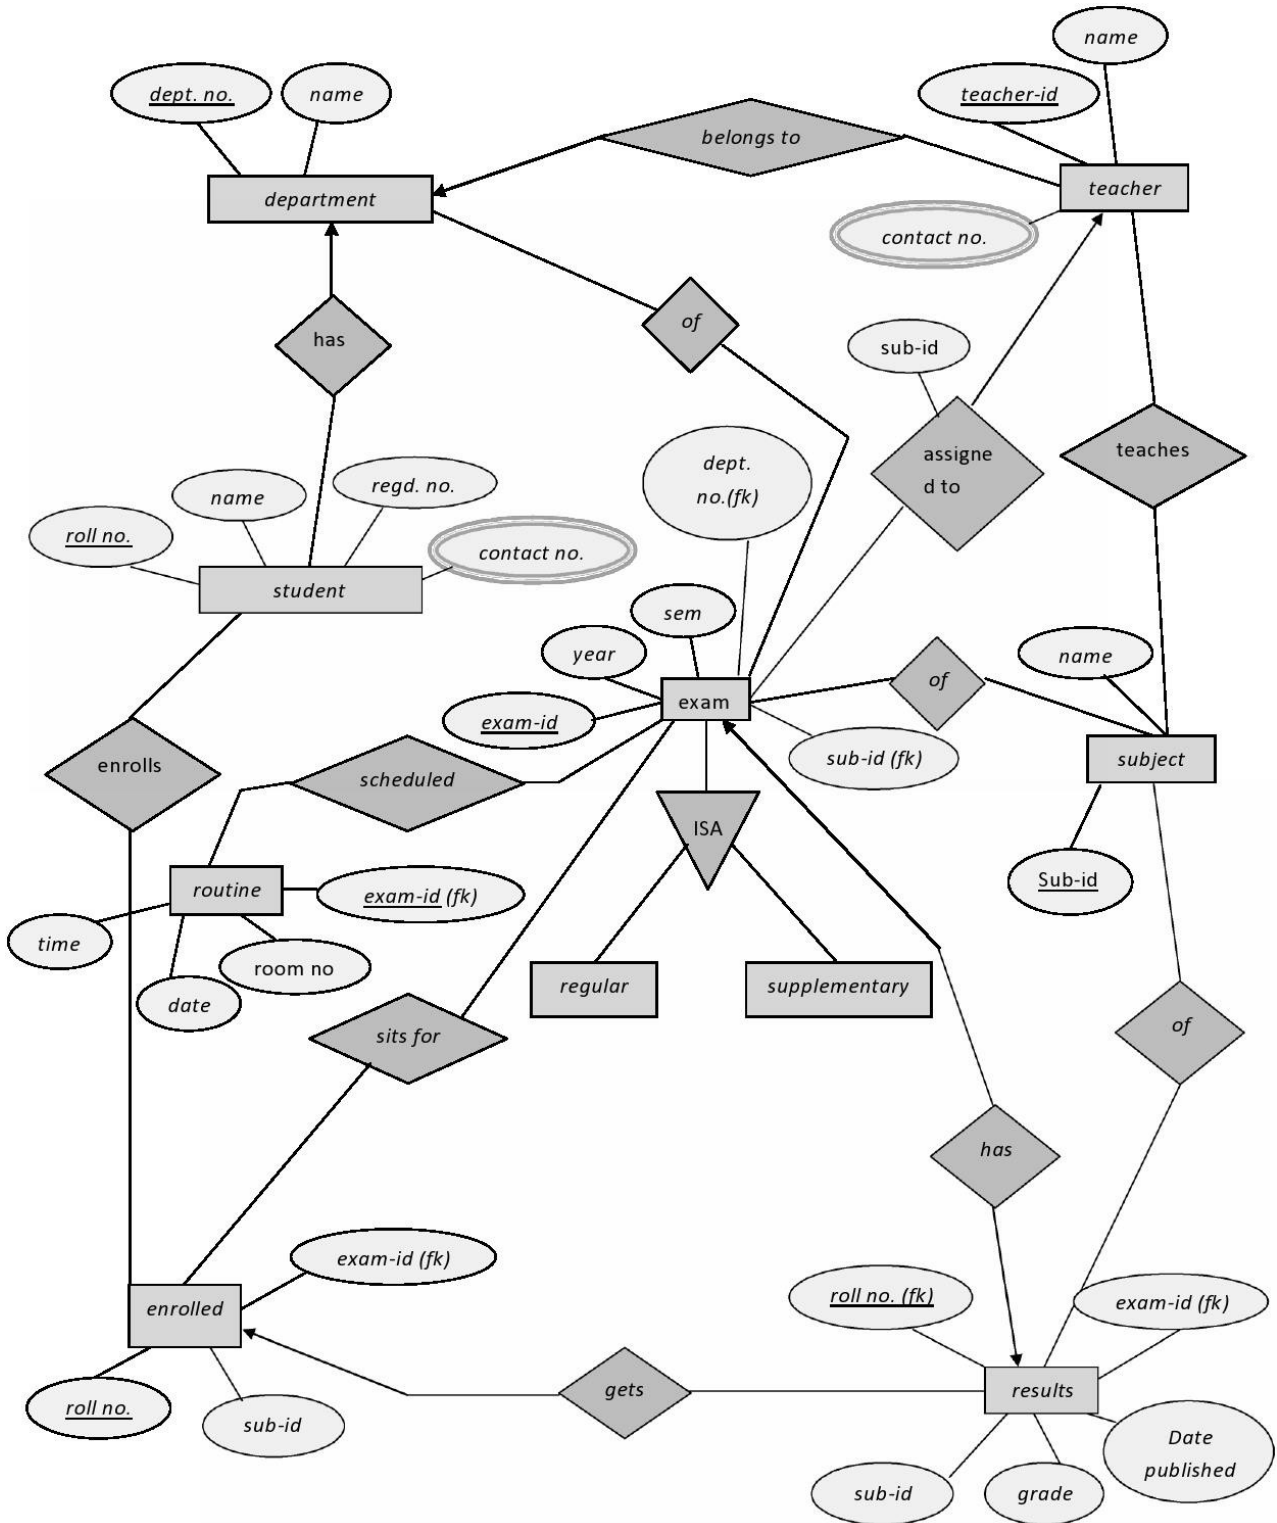 name
dept. no.
name
teacher-id
belongs to
teacher
department
contact no.
of
has
sub-id
dept.
no.(fk)
assigne
d to
teaches
name
regd. no.
roll no.
contact no.
student
sem
year
name
of
exam
exam-id
sub-id (fk)
subject
enrolls
scheduled
ISA
Sub-id
routine
exam-id (fk)
time
room no
date
regular
supplementary
sits for
of
has
exam-id (fk)
enrolled
roll no. (fk)
exam-id (fk)
gets
results
roll no.
sub-id
Date
published
sub-id
grade